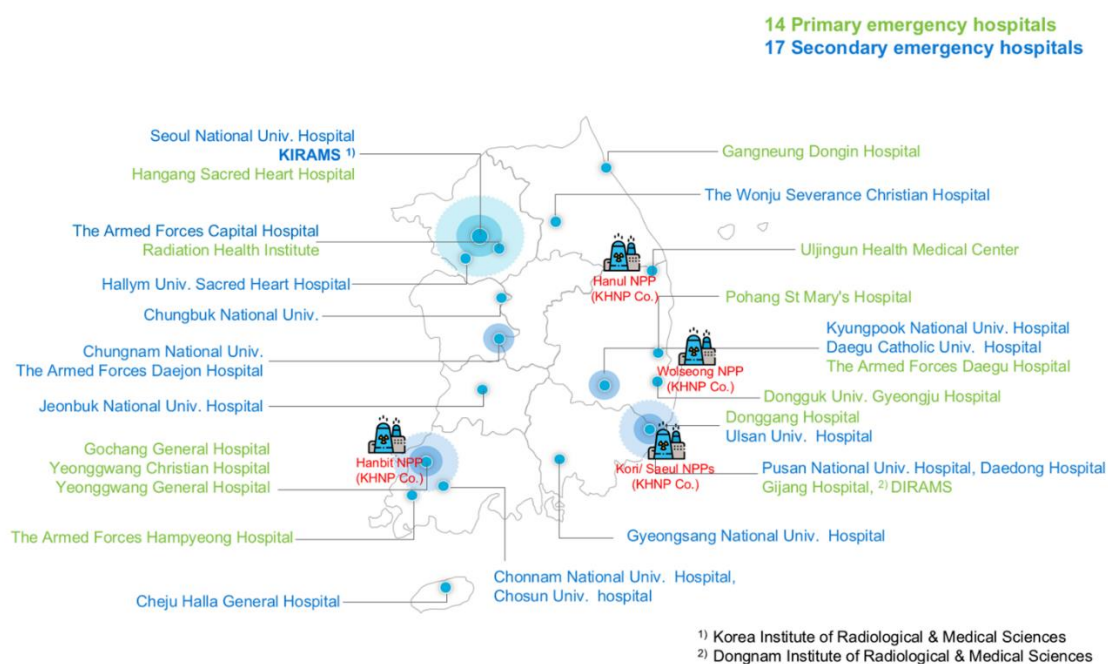 14 Primary emergency hospitals
17 Secondary emergency hospitals
Seoul National Univ. Hospital
KIRAMS 1)
Hangang Sacred Heart Hospital
The Armed Forces Capital Hospital
Radiation Health Institute
Hallym Univ. Sacred Heart Hospital
Chungbuk National Univ.
Chungnam National Univ.
The Armed Forces Daejon Hospital
Jeonbuk National Univ. Hospital
Gochang General Hospital
Yeonggwang Christian Hospital
Yeonggwang General Hospital
The Armed Forces Hampyeong Hospital
Cheju Halla General Hospital
Hanbit NPP
(KHNP Co.)
Chonnam National Univ. Hospital,
Chosun Univ. hospital
Gangneung Dongin Hospital
The Wonju Severance Christian Hospital
Uljingun Health Medical Center
Hanul NPP
(KHNP Co.)
Pohang St Mary's Hospital
Kyungpook National Univ. Hospital
Daegu Catholic Univ. Hospital
The Armed Forces Daegu Hospital
Wolseong NPP
(KHNP Co.)
Dongguk Univ. Gyeongju Hospital
Donggang Hospital
Ulsan Univ. Hospital
Kori/ Saeul NPPs
(KHNP Co.)
Pusan National Univ. Hospital, Daedong Hospital
Gijang Hospital, 2) DIRAMS
Gyeongsang National Univ. Hospital
1) Korea Institute of Radiological & Medical Sciences
2) Dongnam Institute of Radiological & Medical Sciences